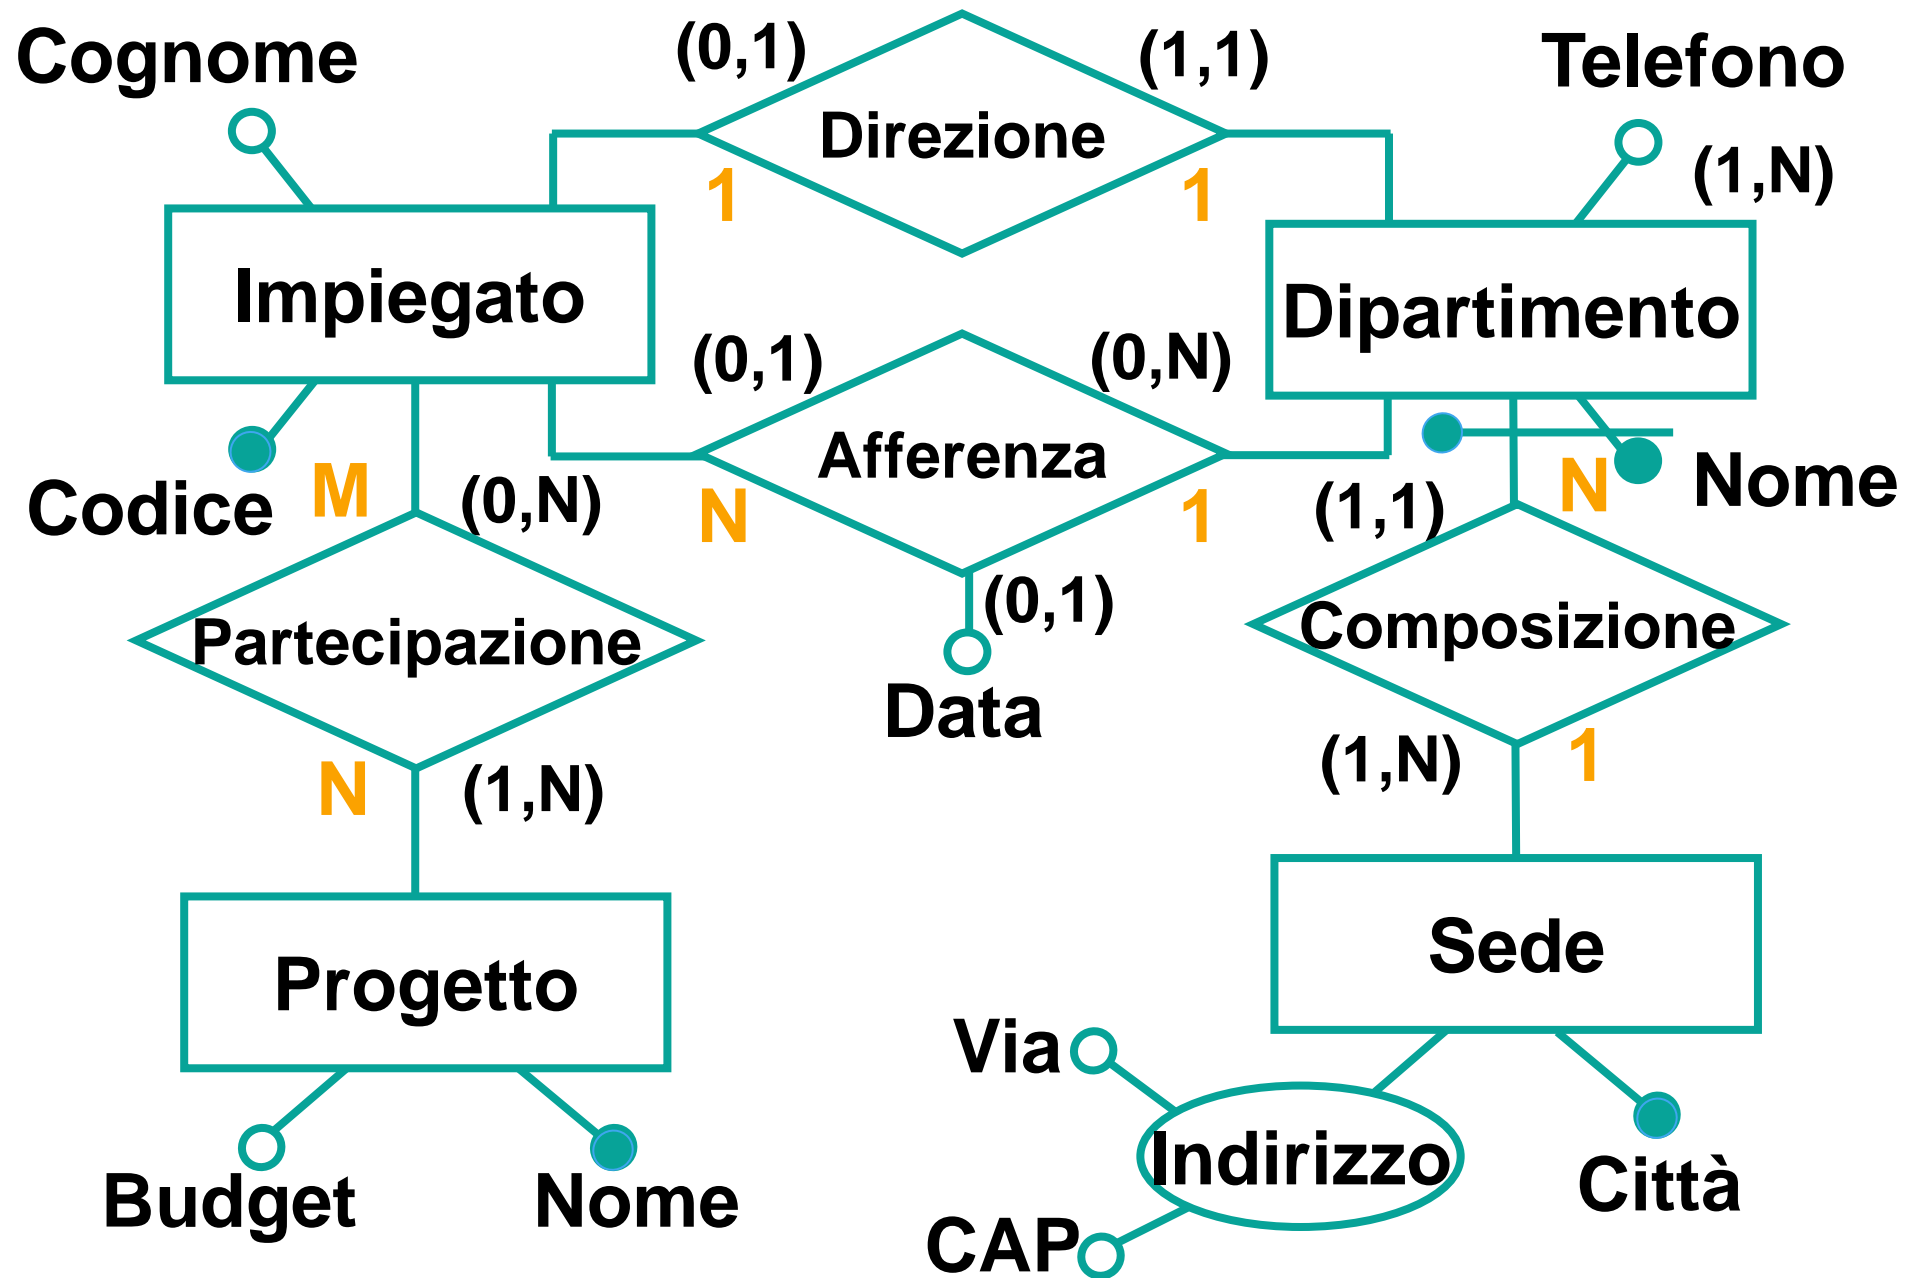 Cognome
(0,1)
(1,1)
Telefono
Direzione
(1,N)
1
1
Impiegato
Dipartimento
(0,1)
(0,N)
Afferenza
Codice
M
(0,N)
N
1
(1,1)
N
Nome
(0,1)
Partecipazione
Composizione
Data
N
(1,N)
(1,N)
1
Progetto
Sede
Via
Indirizzo
Città
Budget
Nome
CAP